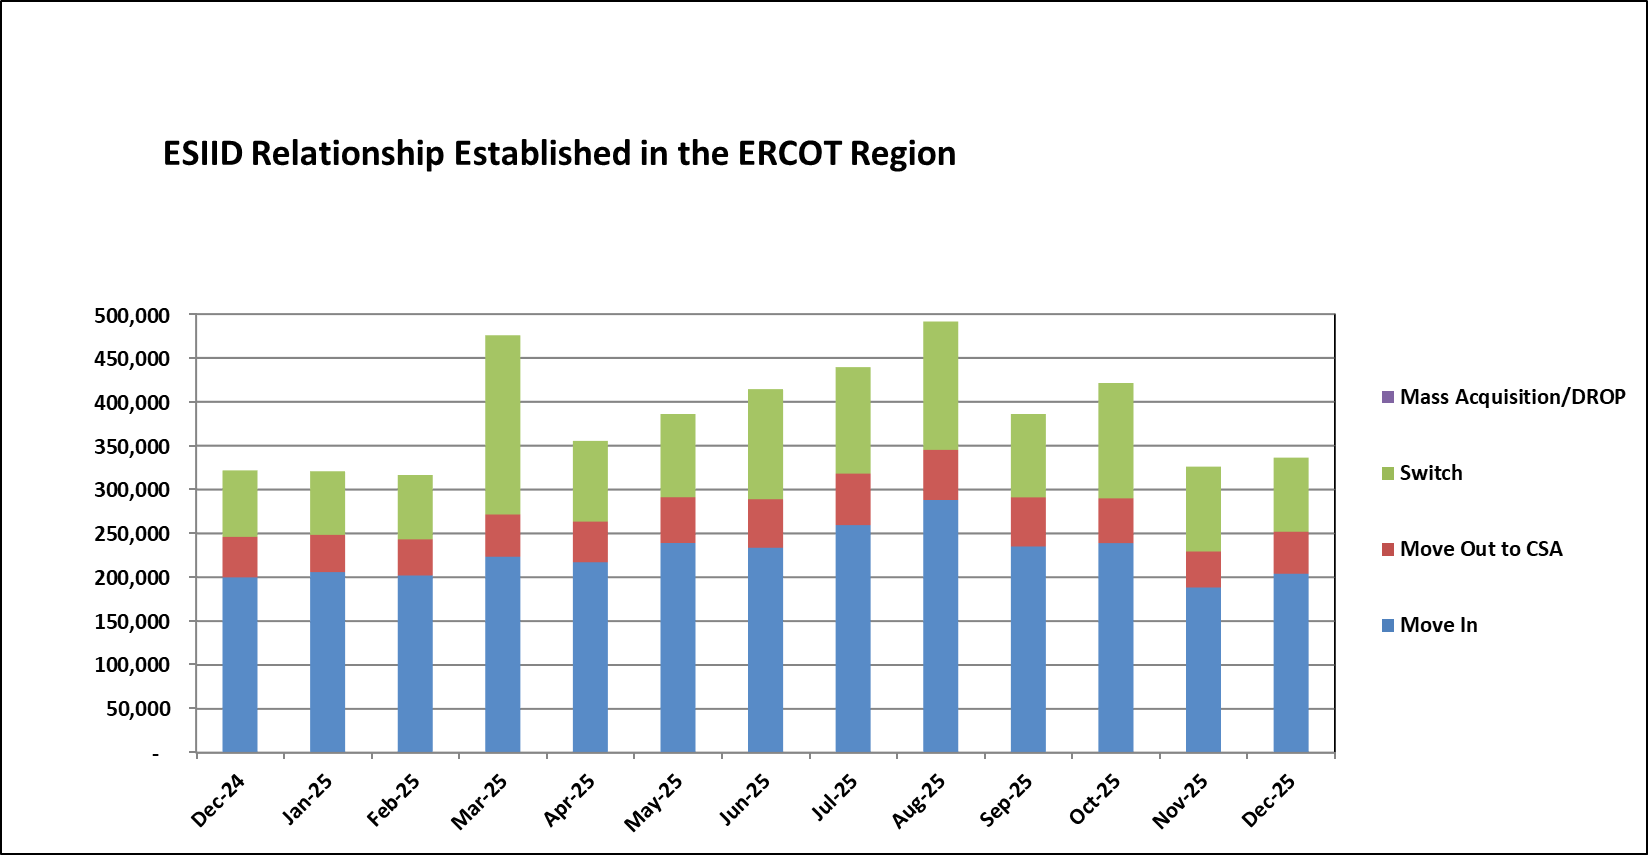 ESIID Relationship Established in the ERCOT Region
500,000
450,000
400,000
350,000
300,000
250,000
200,000
150,000
100,000
50,000
-
Dec-24
Jan-25
Feb-25
Mar-25
Apr-25
May-25
Jun-25
Jul-25
Aug-25
Sep-25
Oct-25
Nov-25
Dec-25
Mass Acquisition/DROP
Switch
Move Out to CSA
Move In